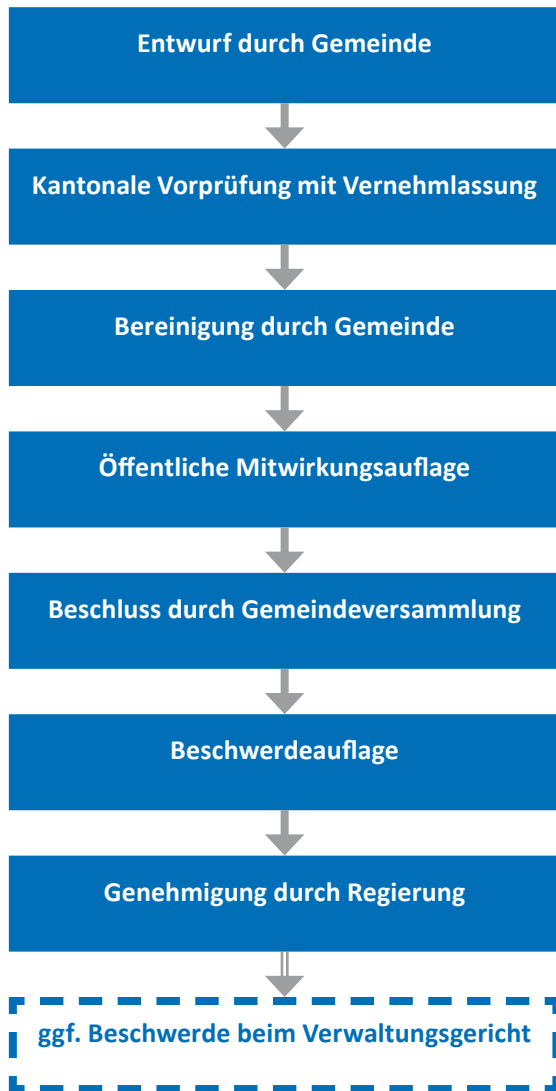 Entwurf durch Gemeinde
Kantonale Vorprüfung mit Vernehmlassung
Bereinigung durch Gemeinde
Öffentliche Mitwirkungsauflage
Beschluss durch Gemeindeversammlung
Beschwerdeauflage
Genehmigung durch Regierung
ggf. Beschwerde beim Verwaltungsgericht